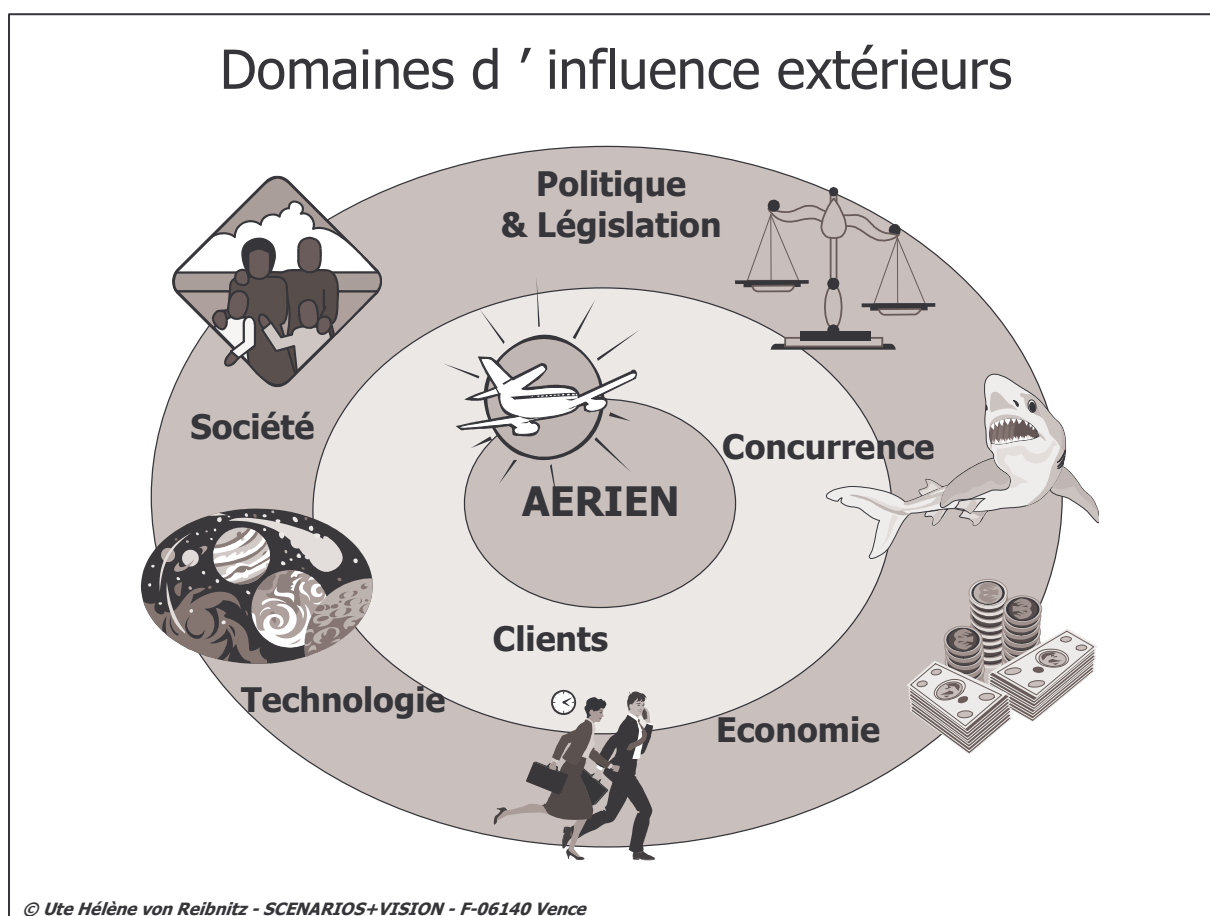 Domaines d ’ influence extérieurs
Politique
& Législation
Société
Concurrence
AERIEN
Clients
Technologie
Economie
© Ute Hélène von Reibnitz - SCENARIOS+VISION - F-06140 Vence